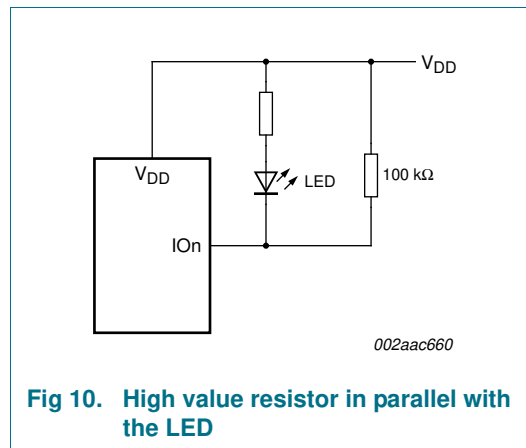 VDD
VDD
LED
100 kΩ
IOn
002aac660
Fig 10. High value resistor in parallel with
the LED